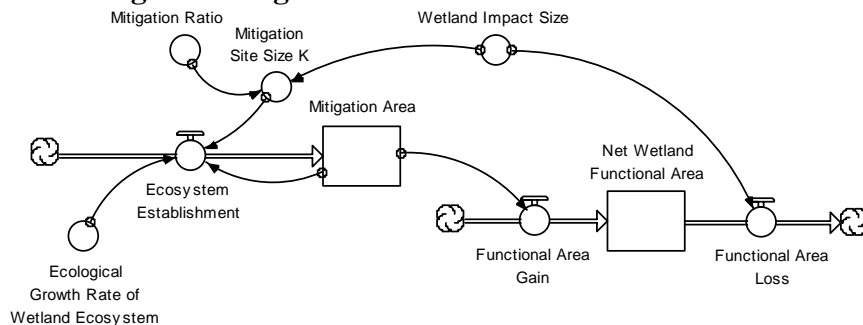 Mitigation Ratio
Mitigation
Site Size K
Wetland Impact Size
Mitigation Area
Net Wetland
Functional Area
Ecosystem
Establishment
Functional Area
Gain
Functional Area
Loss
Ecological
Growth Rate of
Wetland Ecosystem